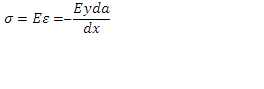 σ = Eε =-Eyda/dx